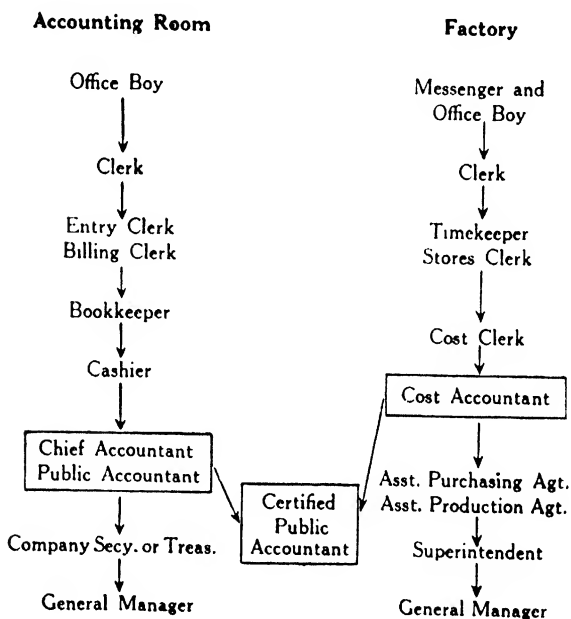 Accounting Room
Office Boy
Clerk
Entry Clerk
Billing Clerk
Bookkeeper
Cashier
Chief Accountant
Public Accountant
Company Secy. or Treas.
General Manager
Certified
Public
Accountant
Factory
Messenger and
Office Boy
Clerk
Timekeeper
Stores Clerk
Cost Clerk
Cost Accountant
Asst. Purchasing Agt.
Asst. Production Agt.
Superintendent
General Manager